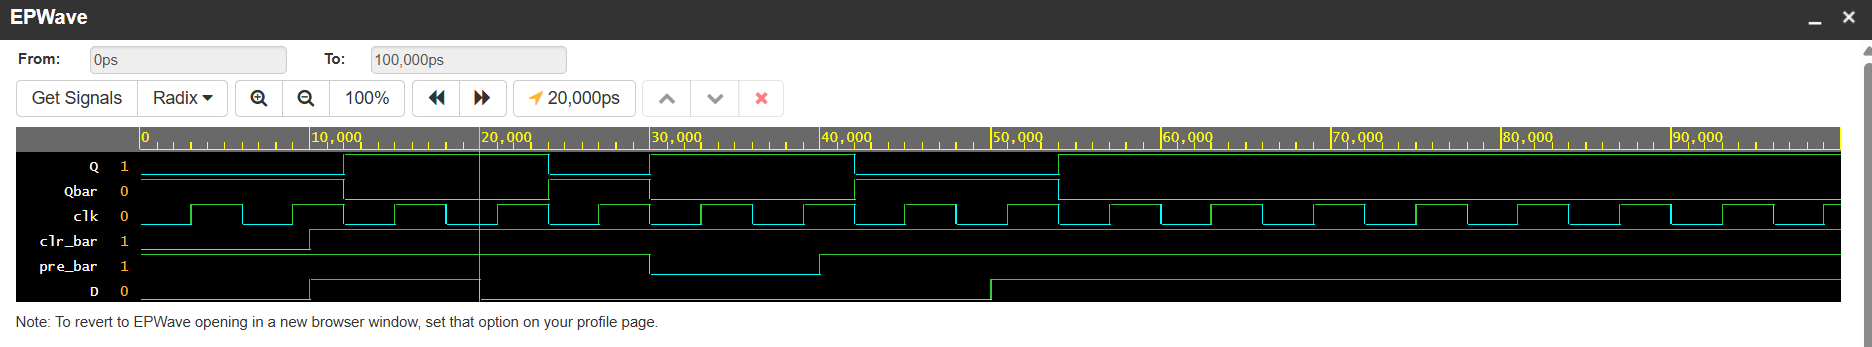 EPWave
From: 0ps To: 100,000ps
Get Signals Radix 100% 20,000ps
0 10,000 20,000 30,000 40,000 50,000 60,000 70,000 80,000 90,000
Q 1
Qbar 0
clk 0
clr_bar 1
pre_bar 1
D 0
Note: To revert to EPWave opening in a new browser window, set that option on your profile page.